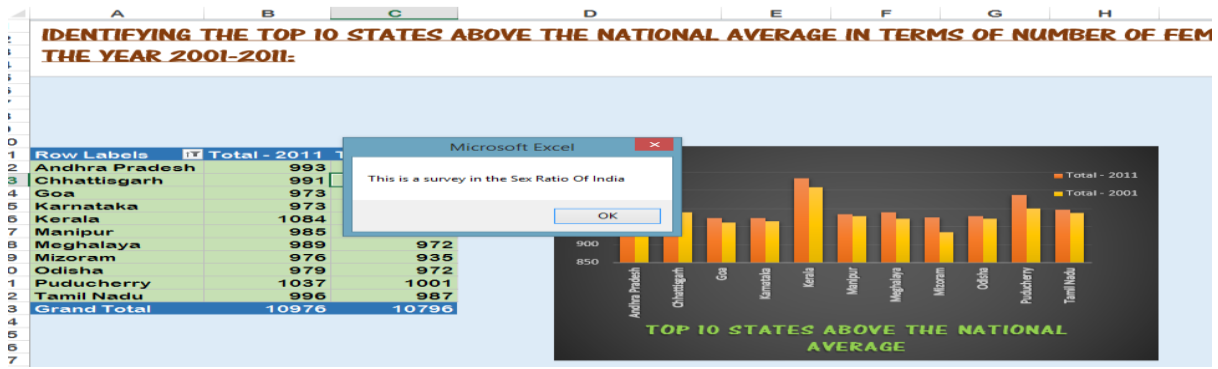 A B C D E F G H
IDENTIFYING THE TOP 10 STATES ABOVE THE NATIONAL AVERAGE IN TERMS OF NUMBER OF FEM
THE YEAR 2001-2011:
Row Labels Total - 2011
Andhra Pradesh 993
Chhattisgarh 991
Goa 973
Karnataka 973
Kerala 1084
Manipur 985
Meghalaya 989 972
Mizoram 976 935
Odisha 979 972
Puducherry 1037 1001
Tamil Nadu 996 987
Grand Total 10976 10796
Microsoft Excel
This is a survey in the Sex Ratio Of India
OK
Total - 2011
Total - 2001
900
850
Andhra Pradesh
Chhattisgarh
Goa
Karnataka
Kerala
Manipur
Meghalaya
Mizoram
Odisha
Puducherry
Tamil Nadu
TOP 10 STATES ABOVE THE NATIONAL
AVERAGE